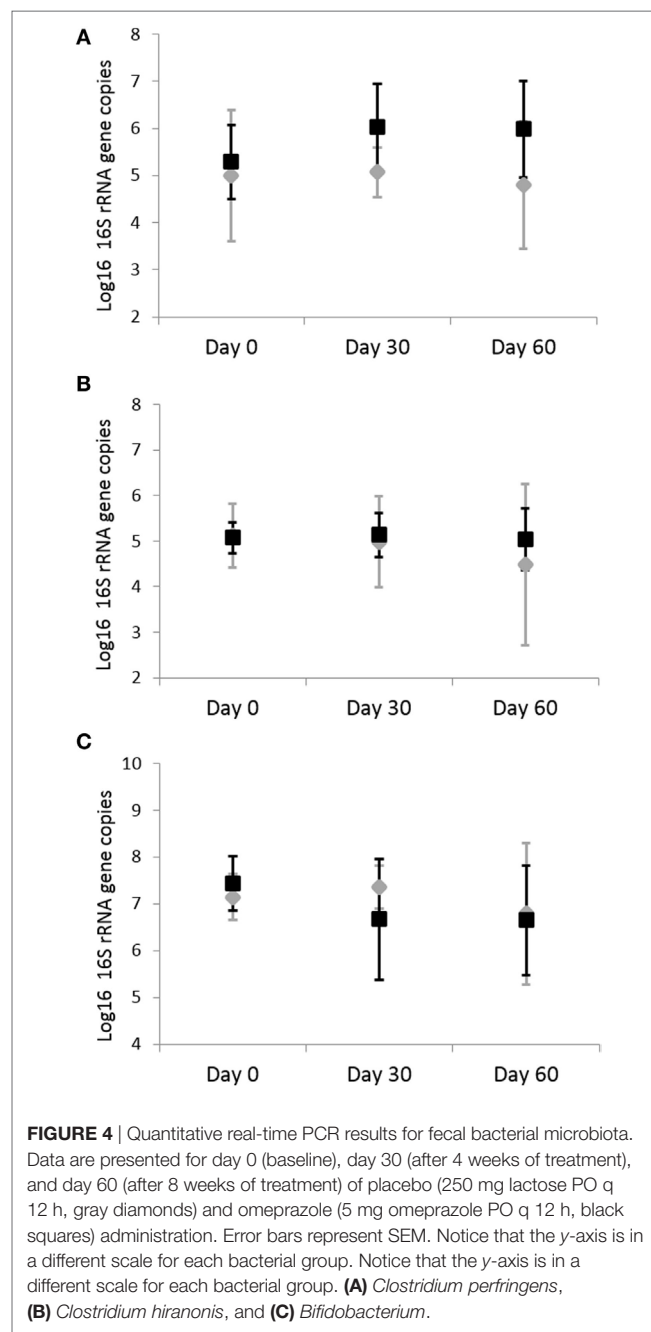 A
Log16 16S rRNA gene copies
8
7
6
5
4
3
2
Day 0 Day 30 Day 60
B
Log16 16S rRNA gene copies
8
7
6
5
4
3
2
Day 0 Day 30 Day 60
C
Log16 16S rRNA gene copies
10
9
8
7
6
5
4
Day 0 Day 30 Day 60
FIGURE 4 | Quantitative real-time PCR results for fecal bacterial microbiota.
Data are presented for day 0 (baseline), day 30 (after 4 weeks of treatment),
and day 60 (after 8 weeks of treatment) of placebo (250 mg lactose PO q
12 h, gray diamonds) and omeprazole (5 mg omeprazole PO q 12 h, black
squares) administration. Error bars represent SEM. Notice that the y-axis is in
a different scale for each bacterial group. Notice that the y-axis is in a
different scale for each bacterial group. (A) Clostridium perfringens,
(B) Clostridium hiranonis, and (C) Bifidobacterium.